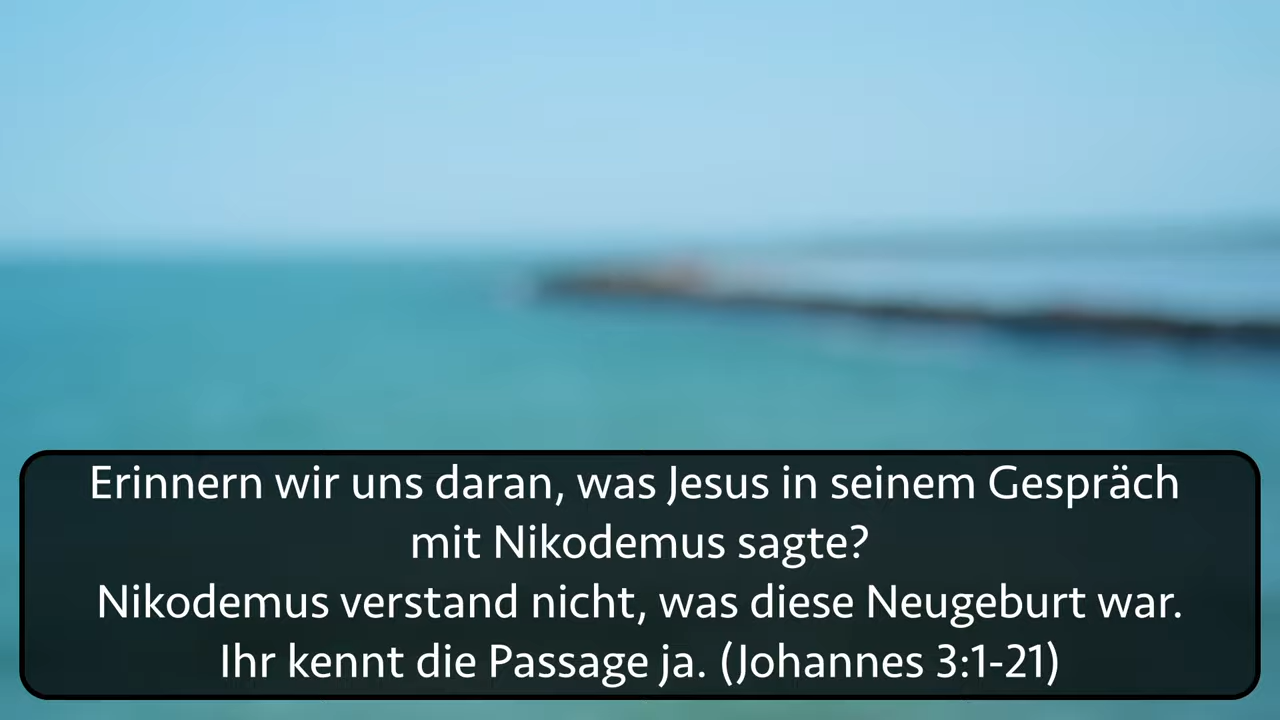 Erinnern wir uns daran, was Jesus in seinem Gespräch
mit Nikodemus sagte?
Nikodemus verstand nicht, was diese Neugeburt war.
Ihr kennt die Passage ja. (Johannes 3:1-21)